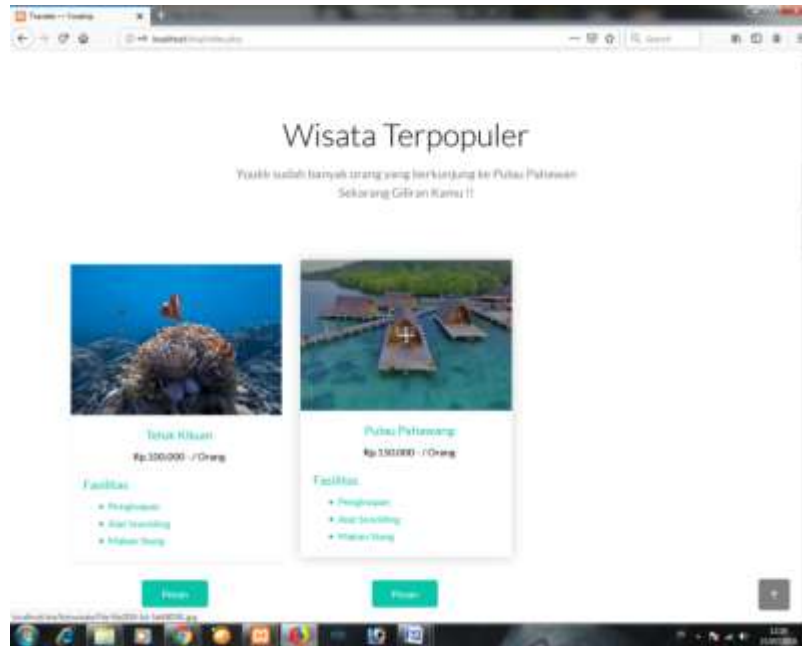 localhost
Wisata Terpopuler
Yuukk sudah banyak orang yang berkunjung ke Pulau Pahawan
Sekarang Giliran Kamu !!
Teluk Kiluan
Rp 100.000 ,-/ Orang
Fasilitas
Penginapan
Alat Snorkling
Makan Siang
Pesan
Pulau Pahawang
Rp 150.000 ,-/ Orang
Fasilitas
Penginapan
Alat Snorkling
Makan Siang
Pesan